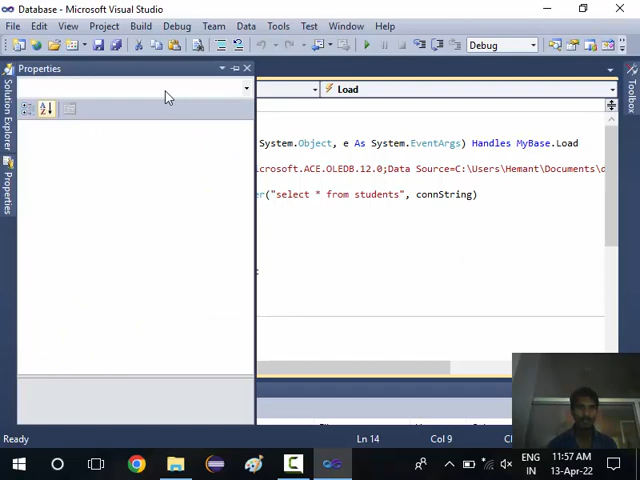 Database - Microsoft Visual Studio
File Edit View Project Build Debug Team Data Tools Test Window Help
Debug
Properties
Load
System.Object, e As System.EventArgs) Handles MyBase.Load
icrosoft.ACE.OLEDB.12.0;Data Source=C:\Users\Hemant\Documents\d
er("select * from students", connString)
Solution Explorer
Properties
Toolbox
Ready Ln 14 Col 9
ENG 11:57 AM
IN 13-Apr-22